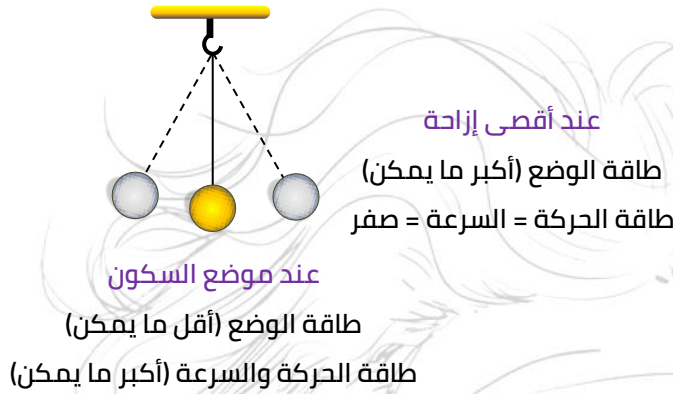 عند أقصى إزاحة
طاقة الوضع (أكبر ما يمكن)
طاقة الحركة = السرعة = صفر
عند موضع السكون
طاقة الوضع (أقل ما يمكن)
طاقة الحركة والسرعة (أكبر ما يمكن)